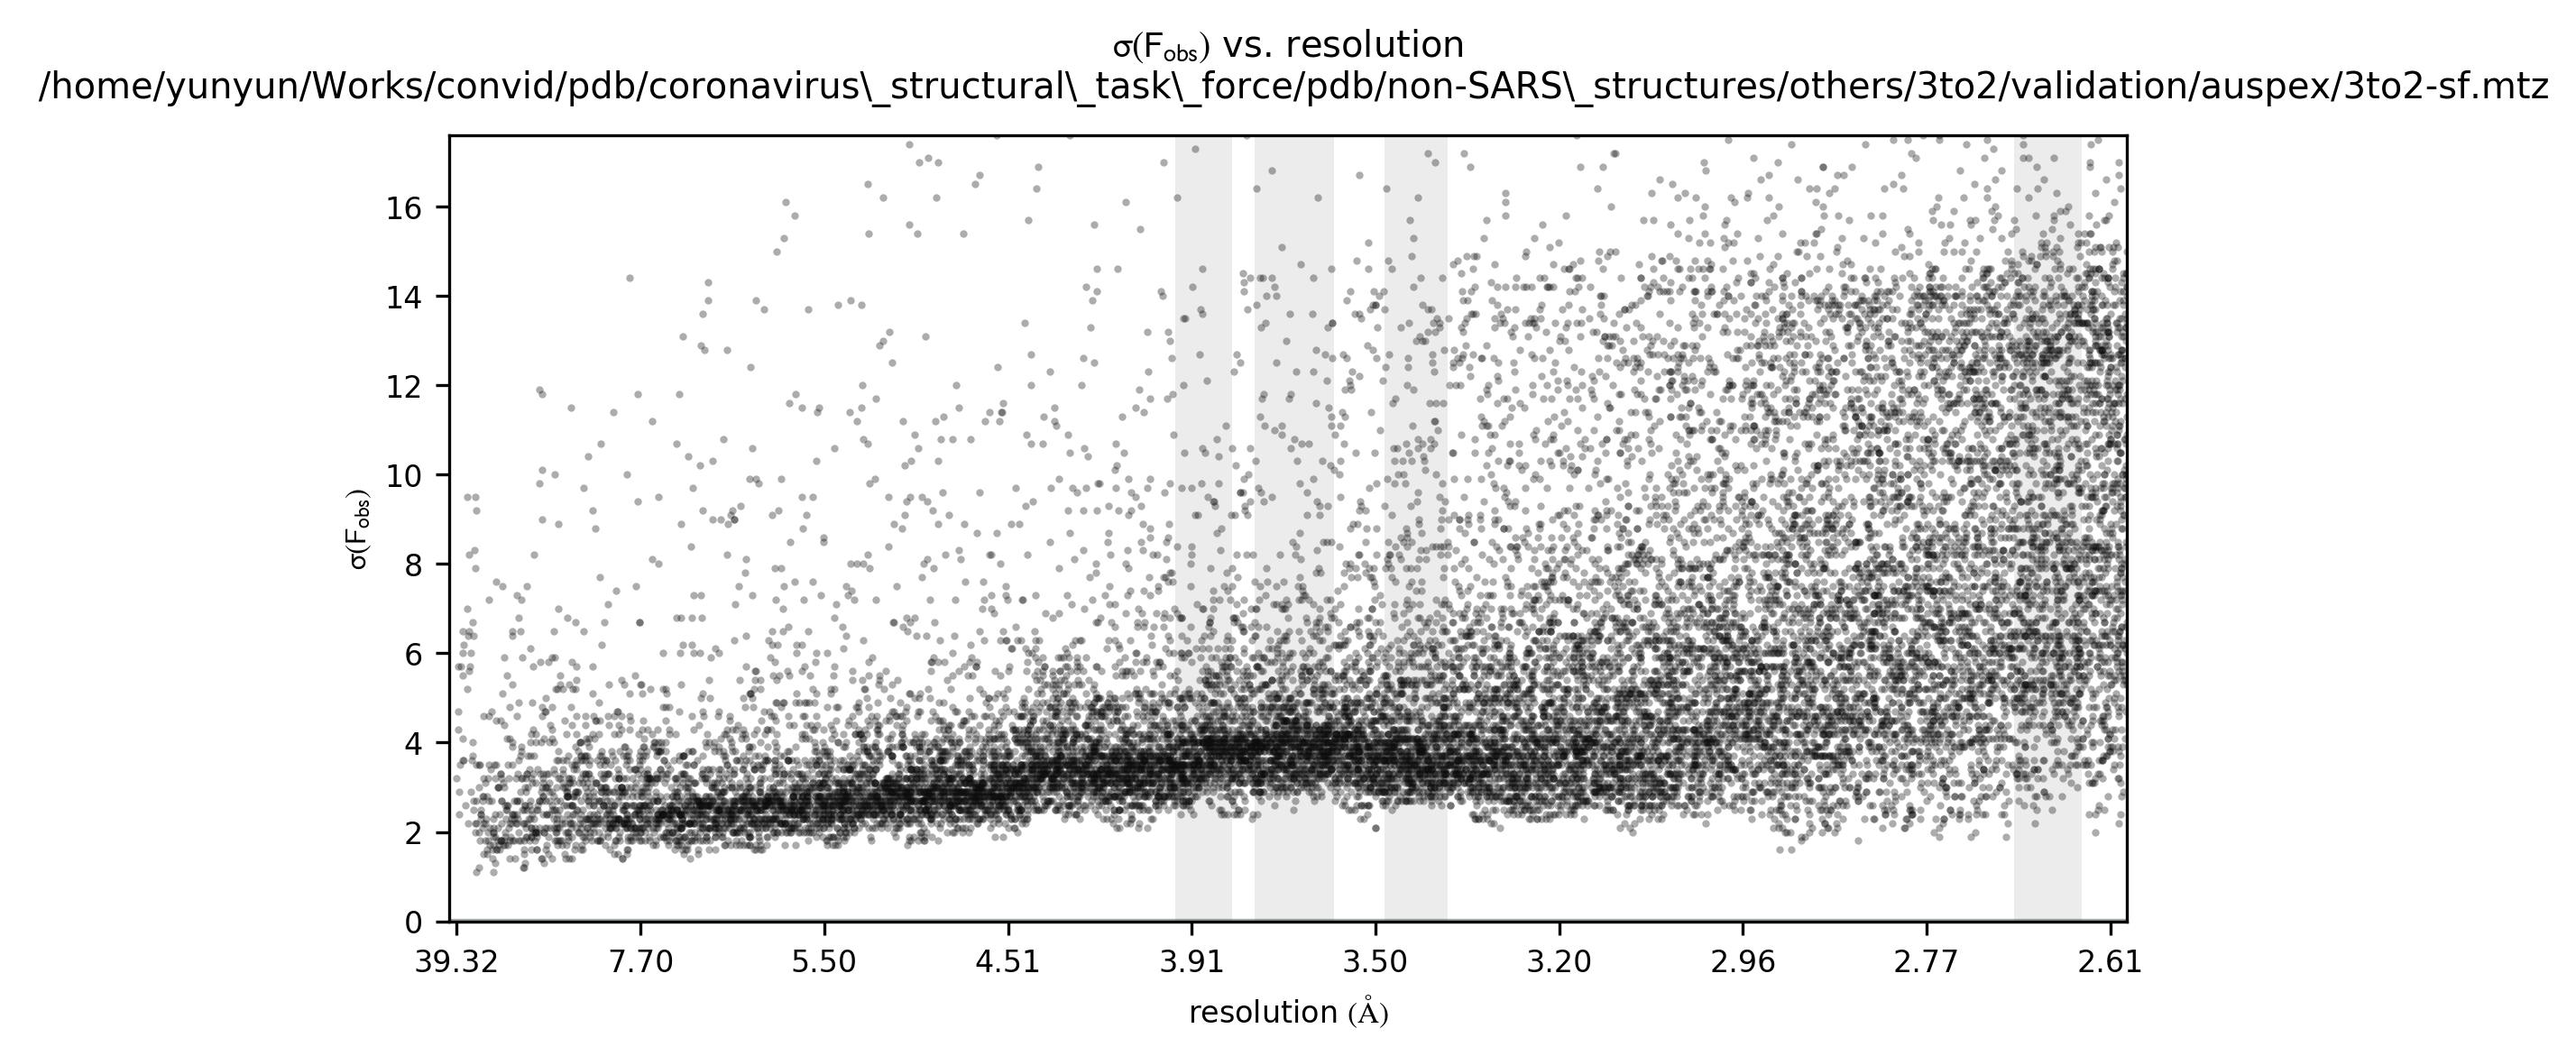 σ(F_obs) vs. resolution
/home/yunyun/Works/convid/pdb/coronavirus\_structural\_task\_force/pdb/non-SARS\_structures/others/3to2/validation/auspex/3to2-sf.mtz
16
14
12
10
8
6
4
2
0
σ(F_obs)
39.32 7.70 5.50 4.51 3.91 3.50 3.20 2.96 2.77 2.61
resolution (Å)